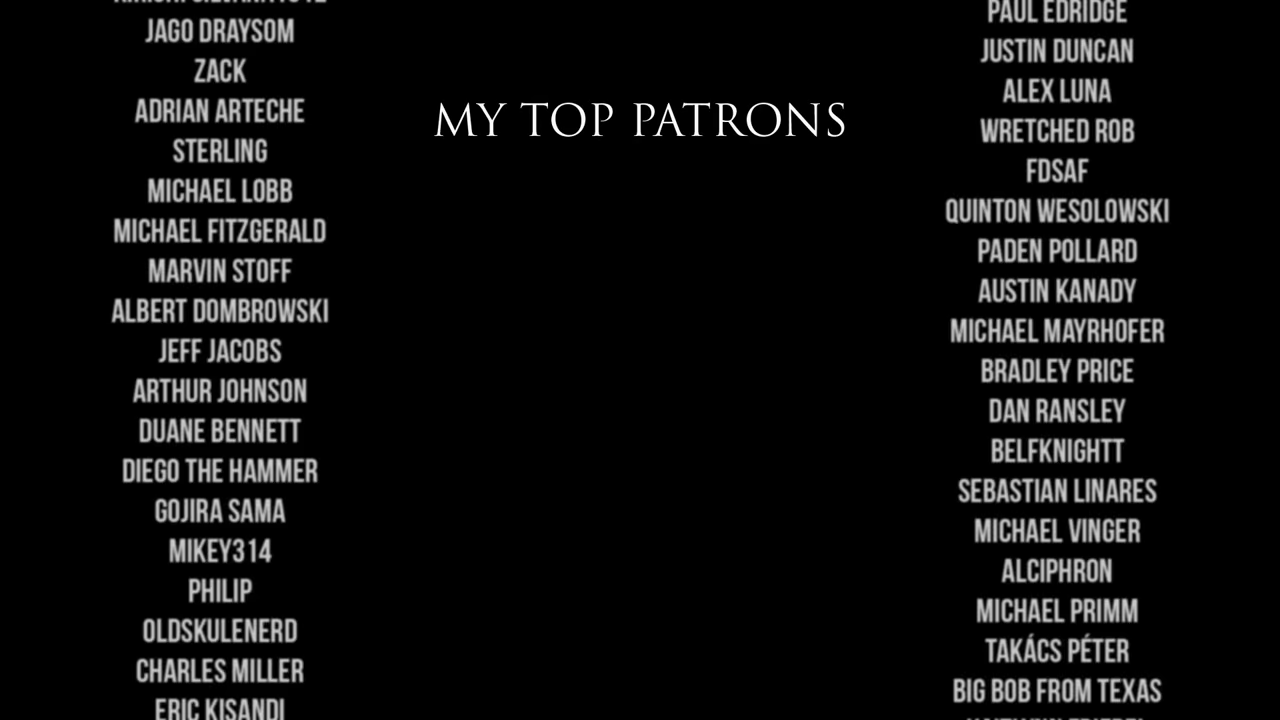 JAGO DRAYSOM
ZACK
ADRIAN ARTECHE
STERLING
MICHAEL LOBB
MICHAEL FITZGERALD
MARVIN STOFF
ALBERT DOMBROWSKI
JEFF JACOBS
ARTHUR JOHNSON
DUANE BENNETT
DIEGO THE HAMMER
GOJIRA SAMA
MIKEY314
PHILIP
OLDSKULENERD
CHARLES MILLER
ERIC KISANDI
MY TOP PATRONS
PAUL EDRIDGE
JUSTIN DUNCAN
ALEX LUNA
WRETCHED ROB
FDSAF
QUINTON WESOLOWSKI
PADEN POLLARD
AUSTIN KANADY
MICHAEL MAYRHOFER
BRADLEY PRICE
DAN RANSLEY
BELFKNIGHTT
SEBASTIAN LINARES
MICHAEL VINGER
ALCIPHRON
MICHAEL PRIMM
TAKÁCS PÉTER
BIG BOB FROM TEXAS